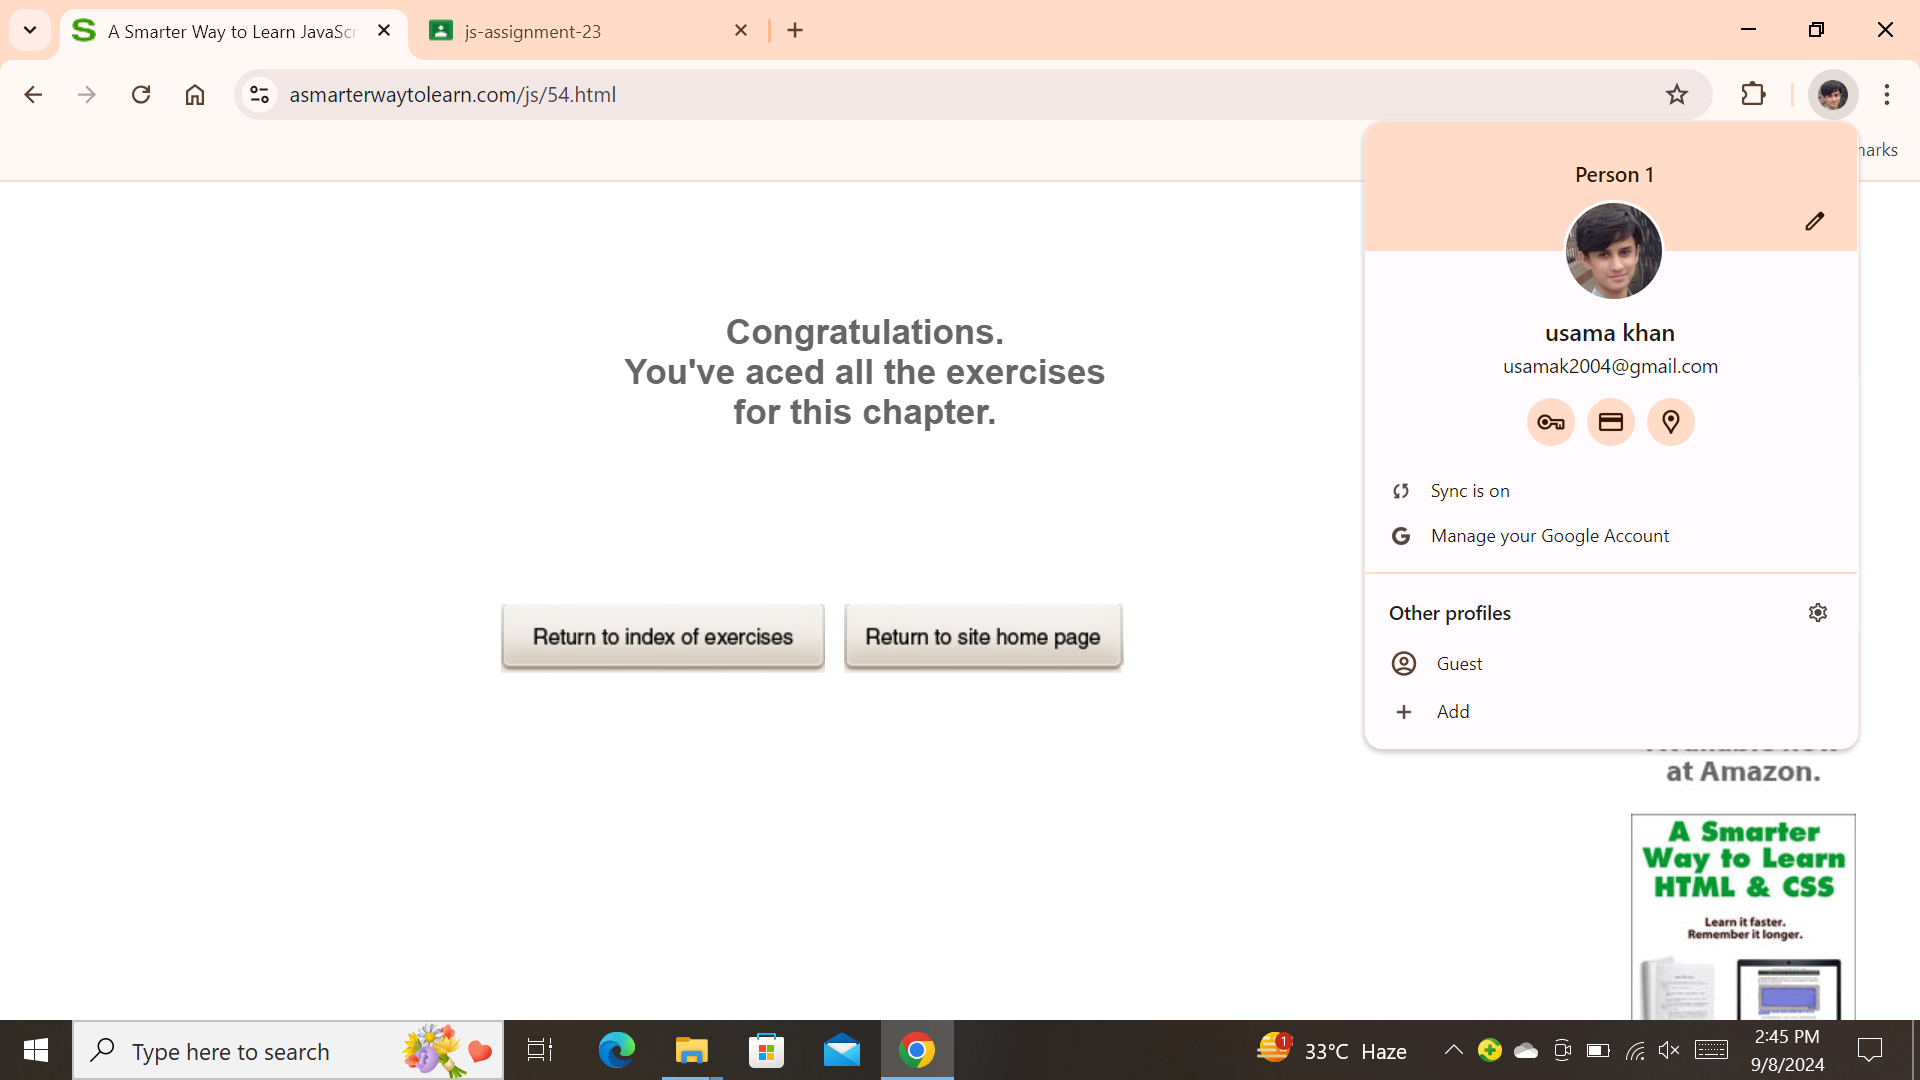 A Smarter Way to Learn JavaScr
js-assignment-23
asmarterwaytolearn.com/js/54.html
Person 1
usama khan
usamak2004@gmail.com
Sync is on
Manage your Google Account
Other profiles
Guest
Add
Congratulations.
You've aced all the exercises
for this chapter.
Return to index of exercises
Return to site home page
at Amazon.
A Smarter
Way to Learn
HTML & CSS
Learn it faster.
Remember it longer.
Type here to search
1
33°C Haze
2:45 PM
9/8/2024